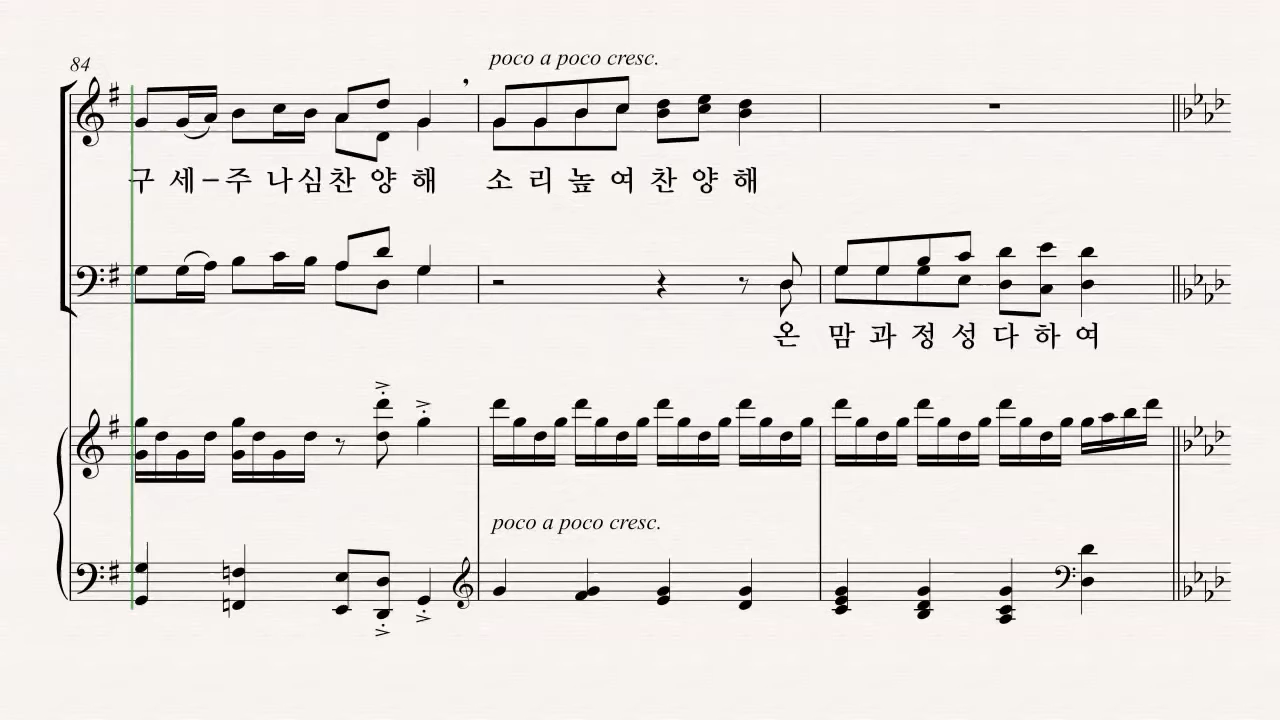 84
poco a poco cresc.
구 세 – 주 나 심 찬 양 해 소 리 높 여 찬 양 해
온 맘 과 정 성 다 하 여
poco a poco cresc.